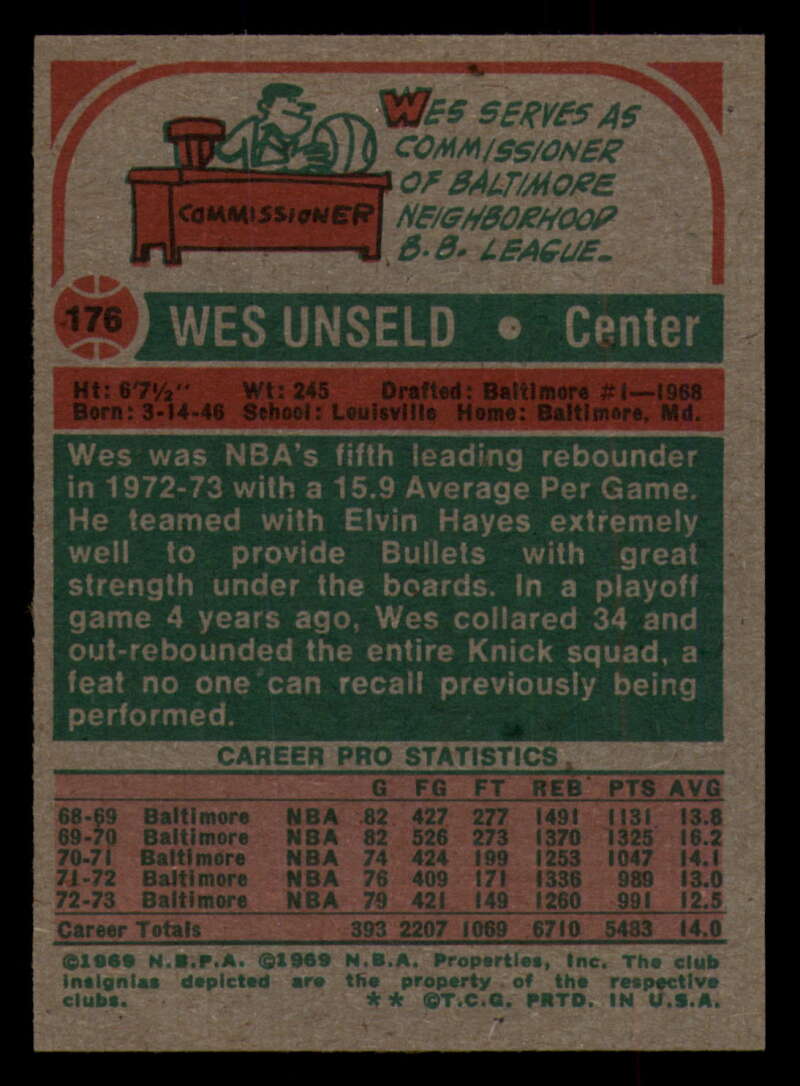 WES SERVES AS
COMMISSIONER
OF BALTIMORE
NEIGHBORHOOD
B.B. LEAGUE.
COMMISSIONER
176 WES UNSELD • Center
Ht: 6'7½" Wt: 245 Drafted: Baltimore #1—1968
Born: 3-14-46 School: Louisville Home: Baltimore, Md.
Wes was NBA's fifth leading rebounder
in 1972-73 with a 15.9 Average Per Game.
He teamed with Elvin Hayes extremely
well to provide Bullets with great
strength under the boards. In a playoff
game 4 years ago, Wes collared 34 and
out-rebounded the entire Knick squad, a
feat no one can recall previously being
performed.
CAREER PRO STATISTICS
G FG FT REB PTS AVG
68-69 Baltimore NBA 82 427 277 1491 1131 13.8
69-70 Baltimore NBA 82 526 273 1370 1325 16.2
70-71 Baltimore NBA 74 424 199 1253 1047 14.1
71-72 Baltimore NBA 76 409 171 1336 989 13.0
72-73 Baltimore NBA 79 421 149 1260 991 12.5
Career Totals 393 2207 1069 6710 5483 14.0
©1969 N.B.P.A. ©1969 N.B.A. Properties, Inc. The club
insignias depicted are the property of the respective
clubs. ** ©T.C.G. PRTD. IN U.S.A.